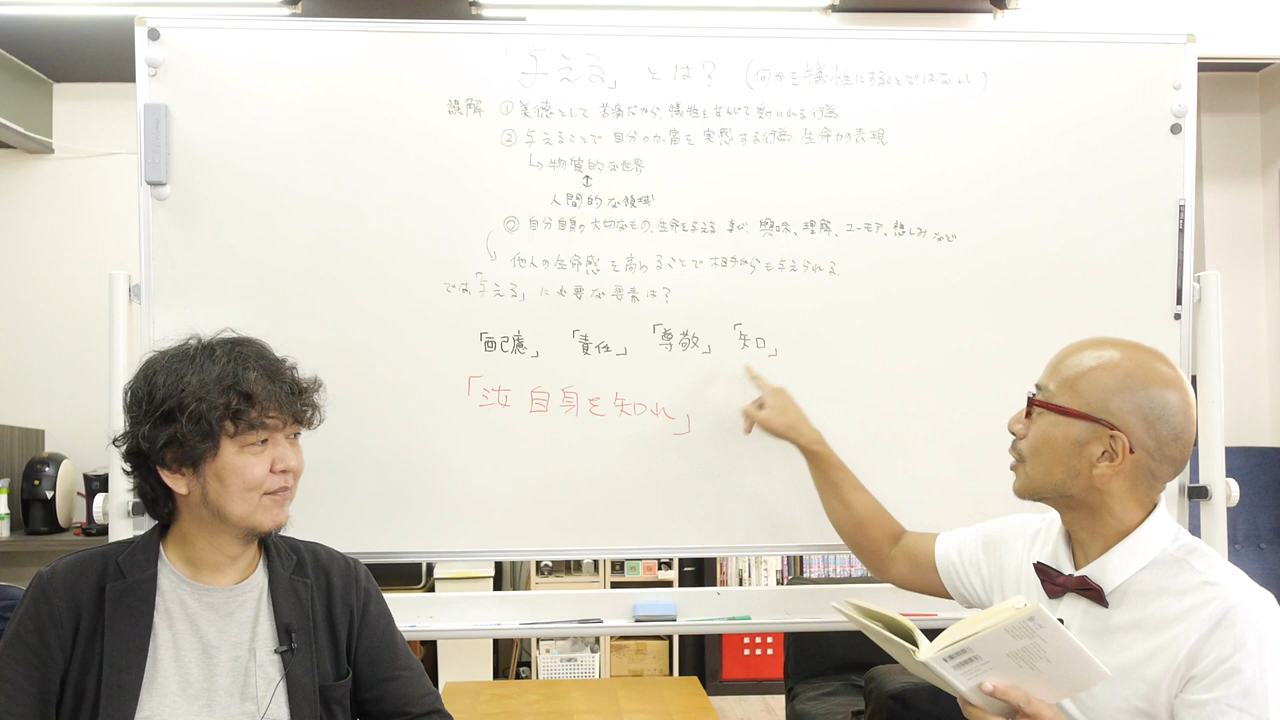 「与える」とは?(何かを犠牲にすることではない)
誤解 ① 美徳として苦痛ながら、犠牲を甘んじて受け入れる行為
② 与えることで自分の力、富を実感する行為 生命力の表現
↳ 物質的な世界
↕
人間的な領域
◎ 自分自身の大切なもの、生命を与える事。興味、理解、ユーモア、悲しみなど
他人の生命感を高めることで相手からも与えられる
では「与える」に必要な要素は?
「配慮」 「責任」 「尊敬」 「知」
「汝自身を知れ」